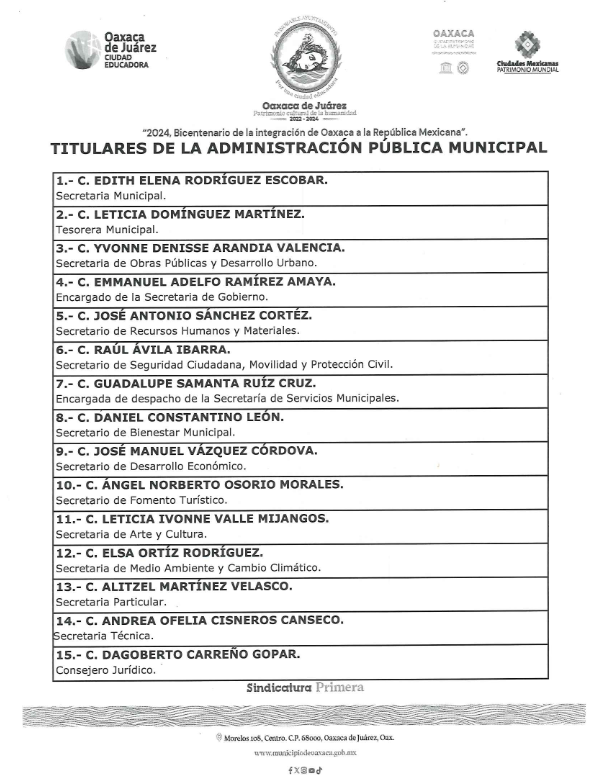 Oaxaca
de Juárez
CIUDAD
EDUCADORA
Oaxaca de Juárez
Patrimonio cultural de la humanidad
2022 - 2024
OAXACA
Ciudades Mexicanas
PATRIMONIO MUNDIAL
"2024, Bicentenario de la integración de Oaxaca a la República Mexicana".
TITULARES DE LA ADMINISTRACIÓN PÚBLICA MUNICIPAL
1.- C. EDITH ELENA RODRÍGUEZ ESCOBAR.
Secretaria Municipal.
2.- C. LETICIA DOMÍNGUEZ MARTÍNEZ.
Tesorera Municipal.
3.- C. YVONNE DENISSE ARANDIA VALENCIA.
Secretaria de Obras Públicas y Desarrollo Urbano.
4.- C. EMMANUEL ADELFO RAMÍREZ AMAYA.
Encargado de la Secretaria de Gobierno.
5.- C. JOSÉ ANTONIO SÁNCHEZ CORTÉZ.
Secretario de Recursos Humanos y Materiales.
6.- C. RAÚL ÁVILA IBARRA.
Secretario de Seguridad Ciudadana, Movilidad y Protección Civil.
7.- C. GUADALUPE SAMANTA RUÍZ CRUZ.
Encargada de despacho de la Secretaría de Servicios Municipales.
8.- C. DANIEL CONSTANTINO LEÓN.
Secretario de Bienestar Municipal.
9.- C. JOSÉ MANUEL VÁZQUEZ CÓRDOVA.
Secretario de Desarrollo Económico.
10.- C. ÁNGEL NORBERTO OSORIO MORALES.
Secretario de Fomento Turístico.
11.- C. LETICIA IVONNE VALLE MIJANGOS.
Secretaria de Arte y Cultura.
12.- C. ELSA ORTÍZ RODRÍGUEZ.
Secretaria de Medio Ambiente y Cambio Climático.
13.- C. ALITZEL MARTÍNEZ VELASCO.
Secretaria Particular.
14.- C. ANDREA OFELIA CISNEROS CANSECO.
Secretaria Técnica.
15.- C. DAGOBERTO CARREÑO GOPAR.
Consejero Jurídico.
Sindicatura Primera
Morelos 108, Centro. C.P. 68000, Oaxaca de Juárez, Oax.
www.municipiodeoaxaca.gob.mx